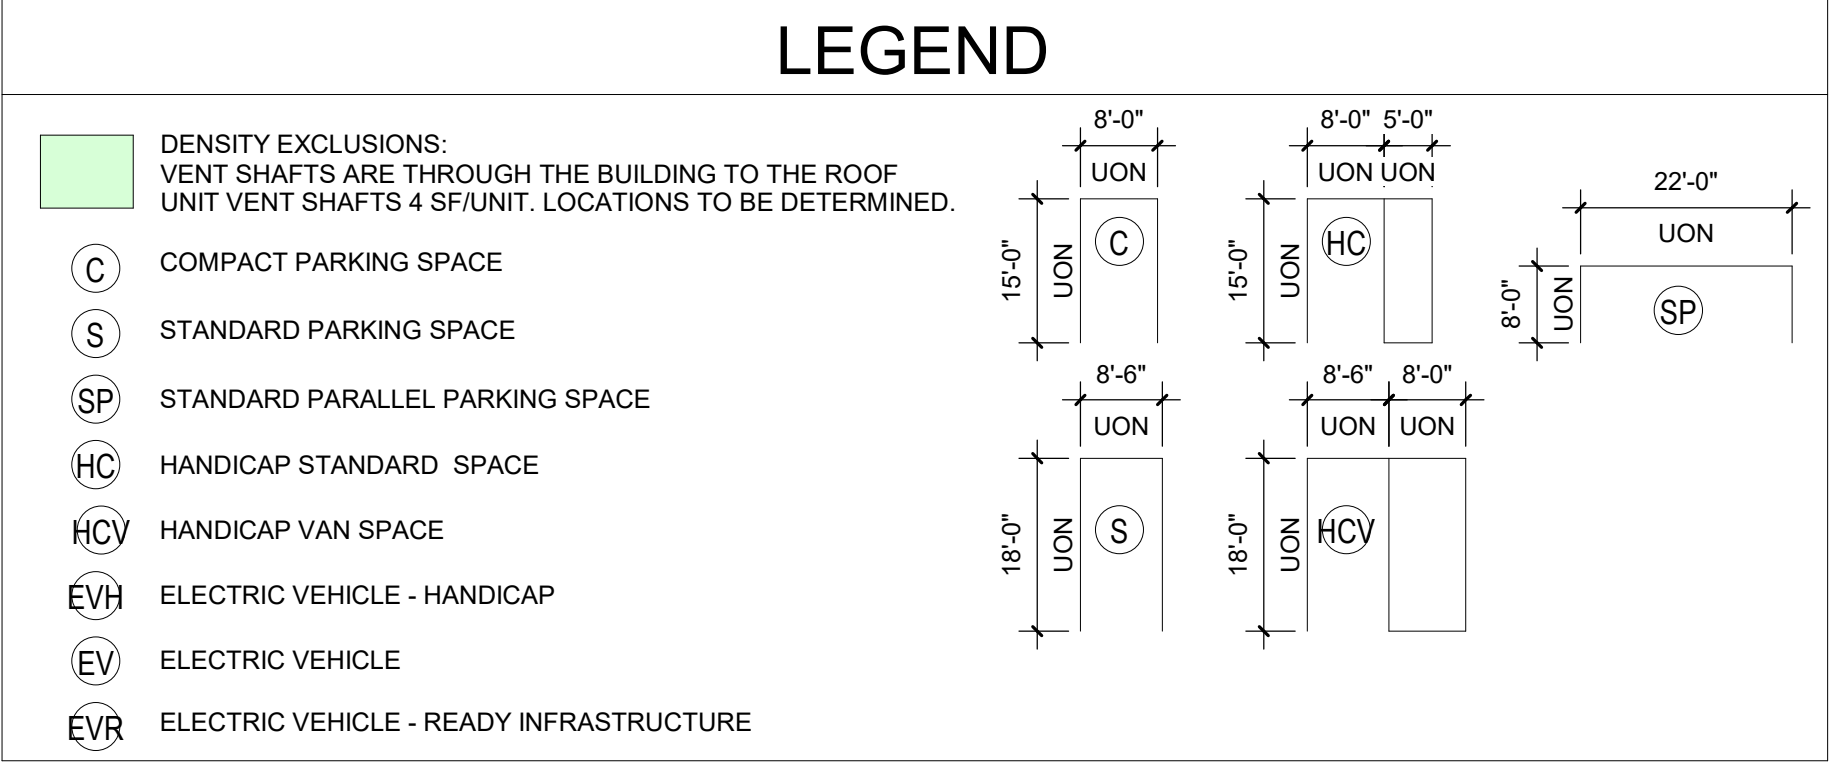 LEGEND
DENSITY EXCLUSIONS:
VENT SHAFTS ARE THROUGH THE BUILDING TO THE ROOF
UNIT VENT SHAFTS 4 SF/UNIT. LOCATIONS TO BE DETERMINED.
C COMPACT PARKING SPACE
S STANDARD PARKING SPACE
SP STANDARD PARALLEL PARKING SPACE
HC HANDICAP STANDARD SPACE
HCV HANDICAP VAN SPACE
EVH ELECTRIC VEHICLE - HANDICAP
EV ELECTRIC VEHICLE
EVR ELECTRIC VEHICLE - READY INFRASTRUCTURE
8'-0"
UON
15'-0"
UON
C
8'-0" 5'-0"
UON UON
15'-0"
UON
HC
22'-0"
UON
8'-0"
UON
SP
8'-6"
UON
18'-0"
UON
S
8'-6" 8'-0"
UON UON
18'-0"
UON
HCV